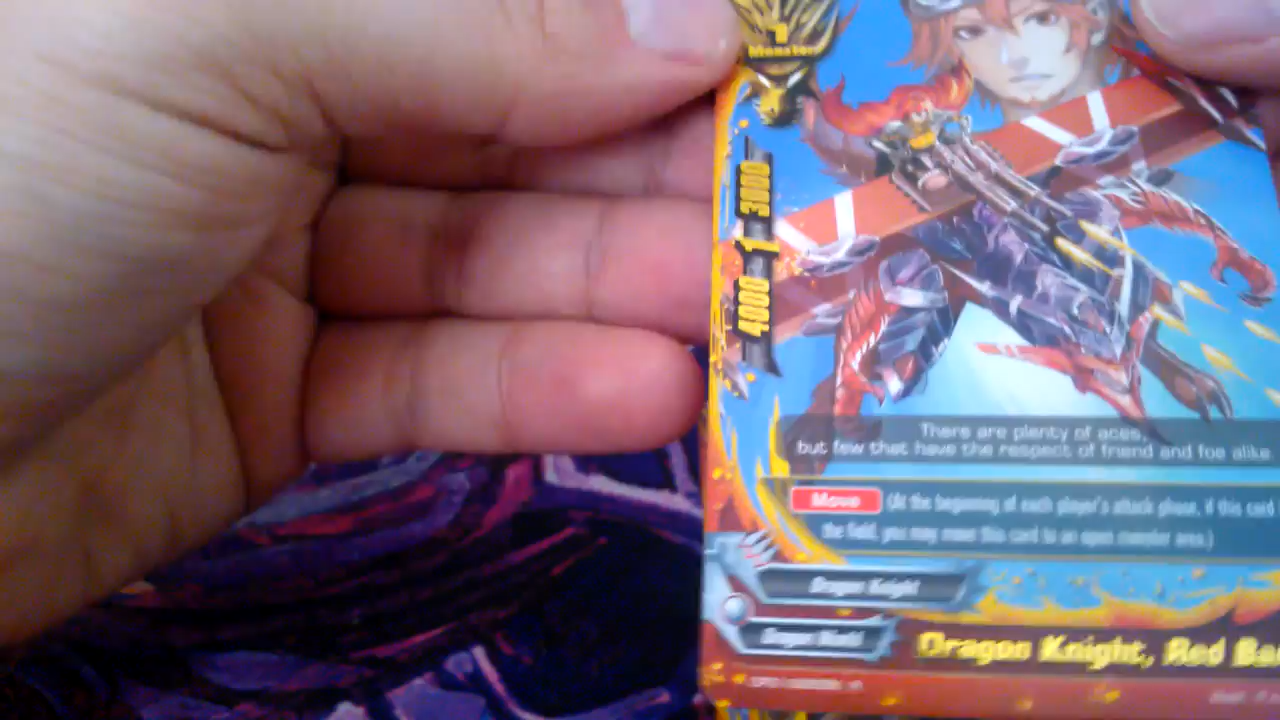 1
Monster
3000
1
4000
There are plenty of aces,
but few that have the respect of friend and foe alike.
Move (At the beginning of each player's attack phase, if this card
the field, you may move this card to an open monster area.)
Dragon Knight
Dragon World
Dragon Knight, Red